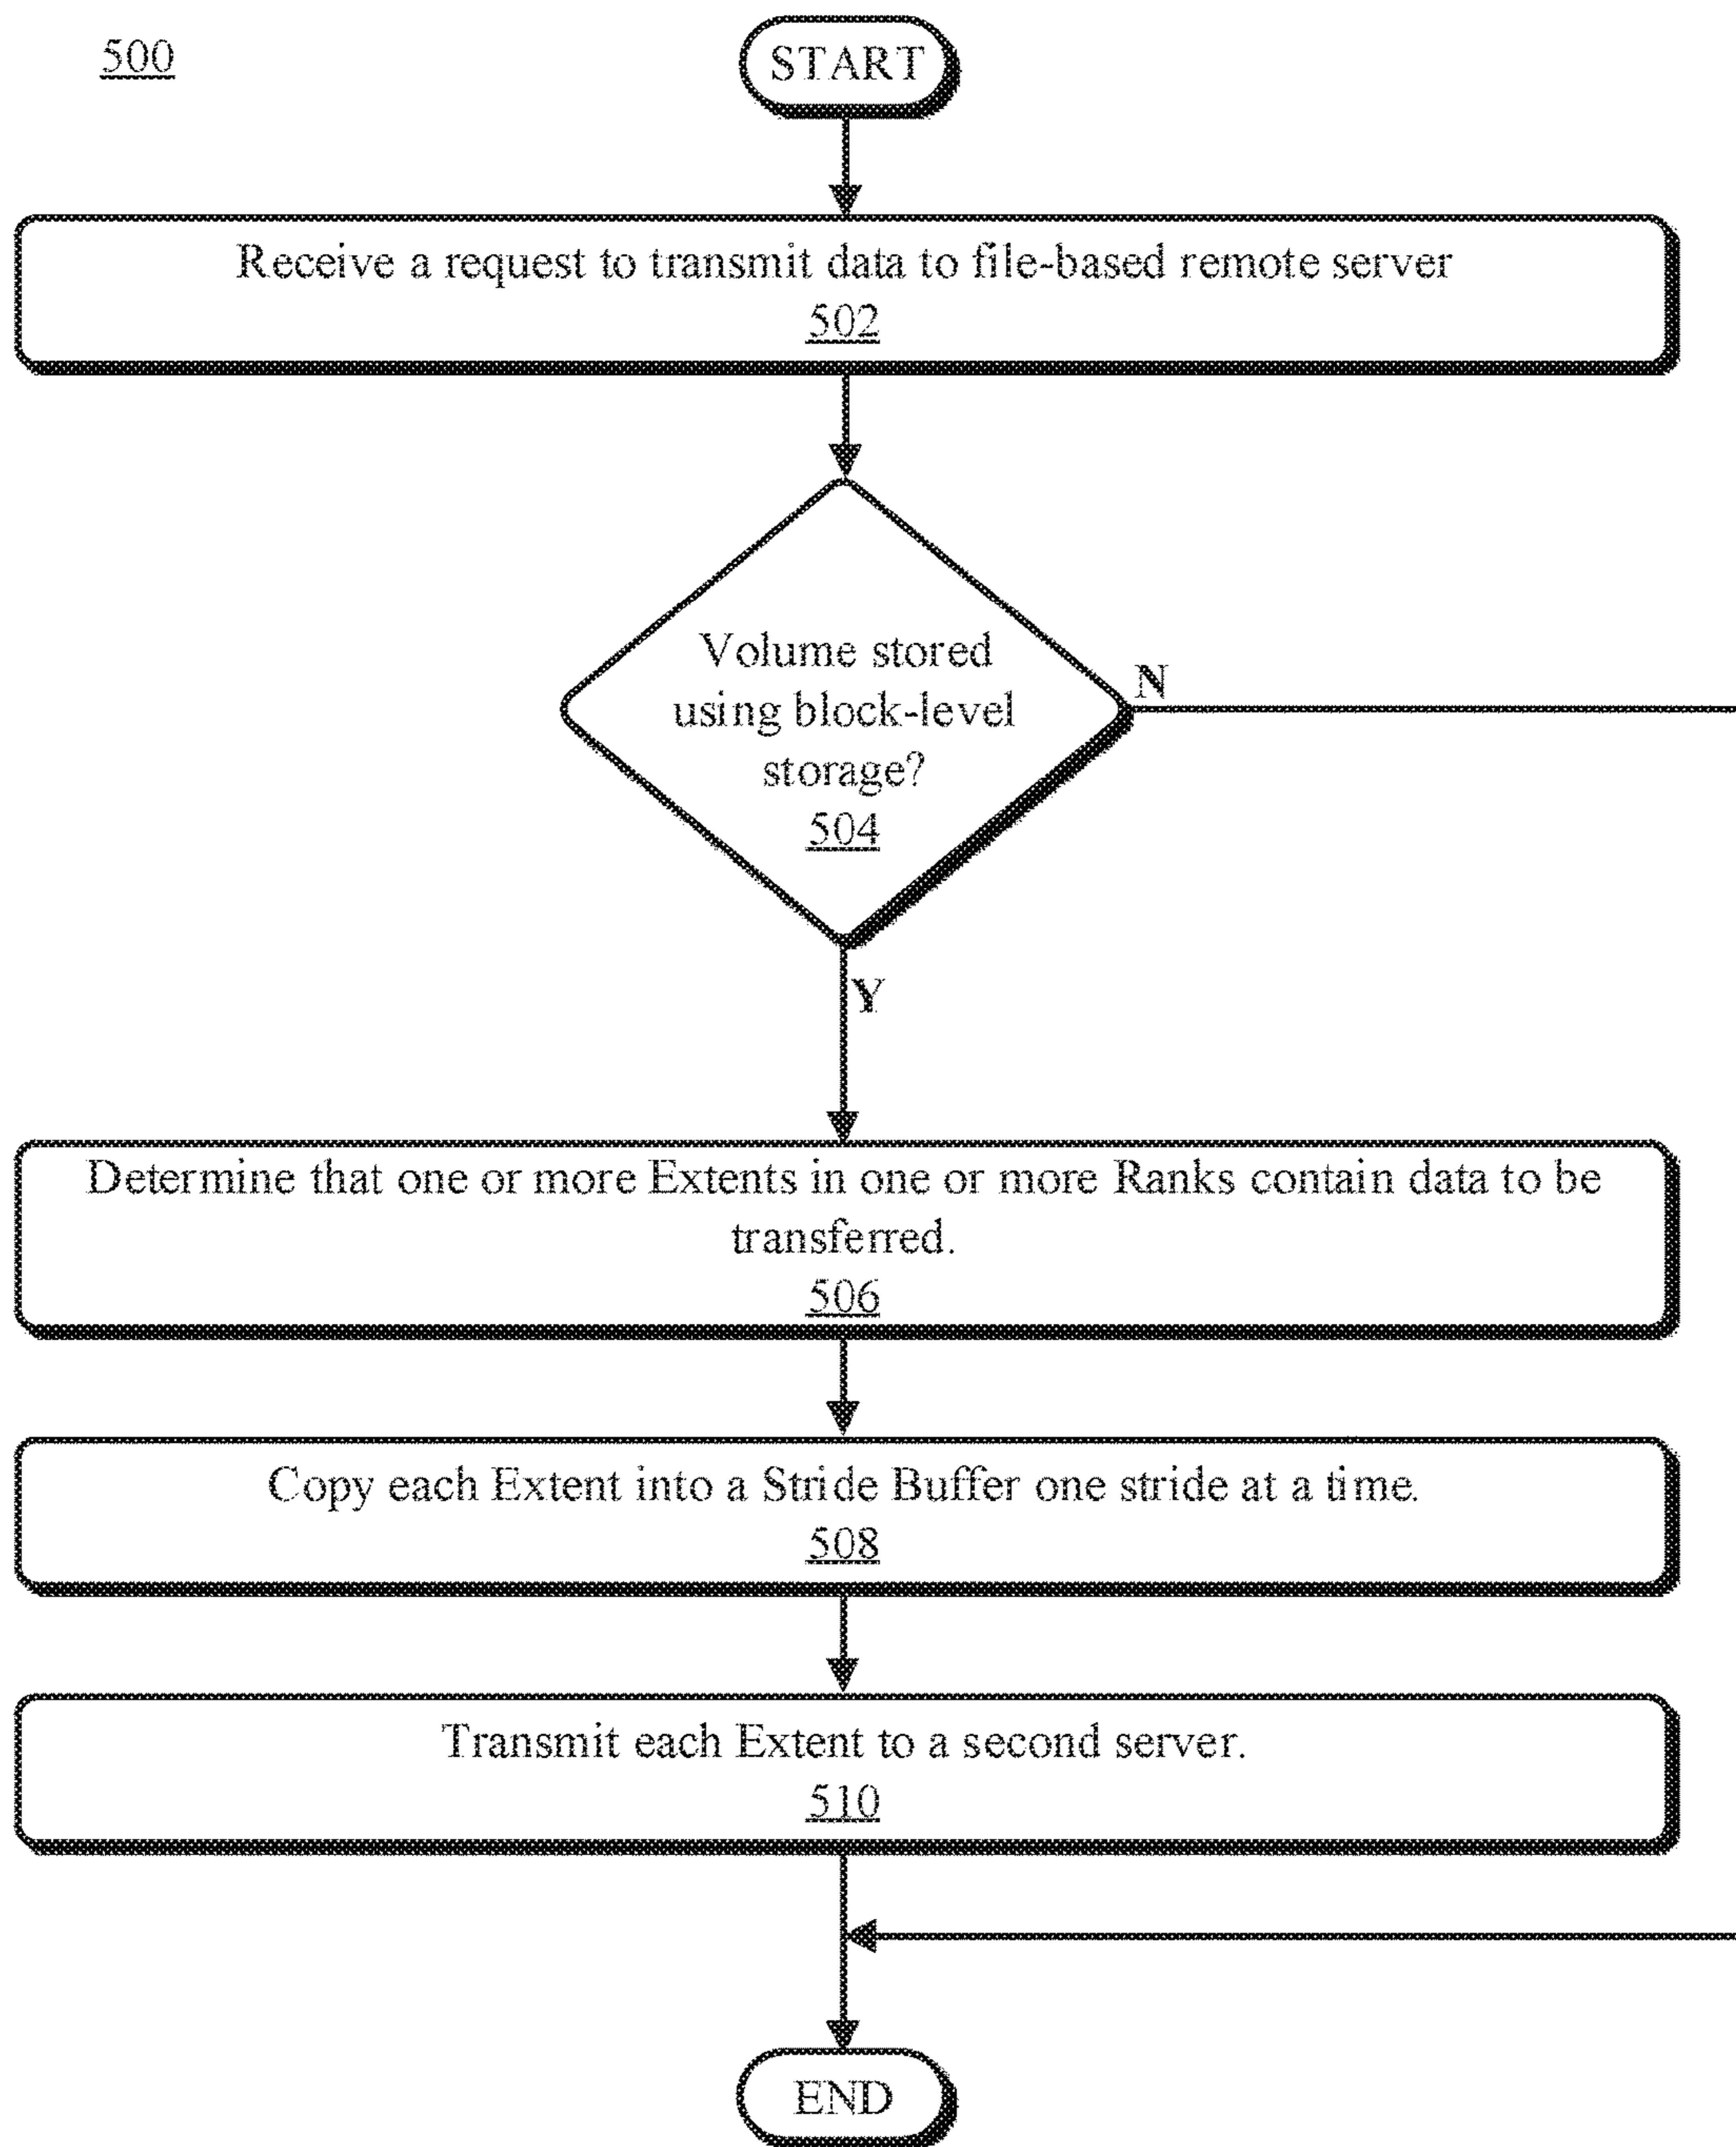 500
START
Receive a request to transmit data to file-based remote server
502
Volume stored
using block-level
storage?
504
N
Y
Determine that one or more Extents in one or more Ranks contain data to be
transferred.
506
Copy each Extent into a Stride Buffer one stride at a time.
508
Transmit each Extent to a second server.
510
END